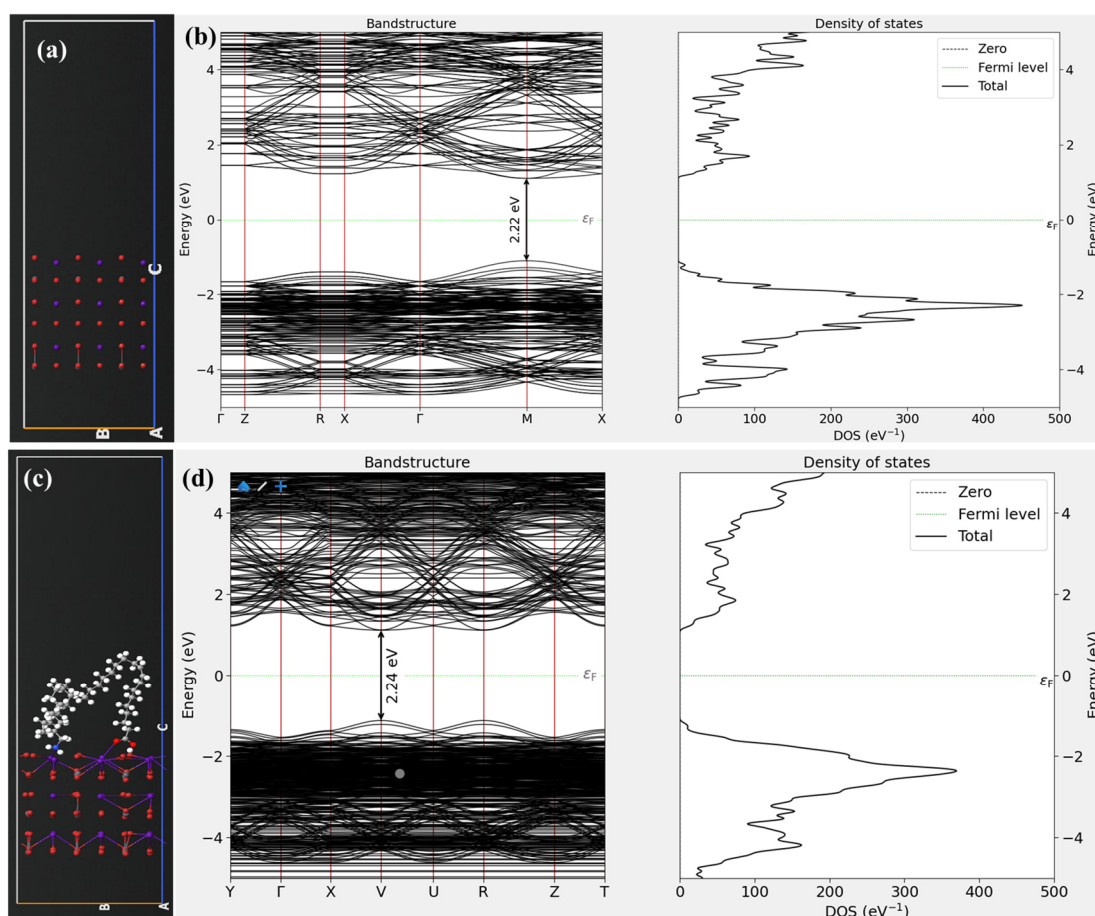 (a)
C
B
A
(b)
Bandstructure
Energy (eV)
4
2
0
−2
−4
2.22 eV
εF
Γ
Z
R
X
Γ
M
X
Density of states
Zero
Fermi level
Total
4
2
0
−2
−4
εF
Energy (eV)
0
100
200
300
400
500
DOS (eV⁻¹)
(c)
C
B
A
(d)
Bandstructure
Energy (eV)
4
2
0
−2
−4
2.24 eV
εF
Y
Γ
X
V
U
R
Z
T
Density of states
Zero
Fermi level
Total
4
2
0
−2
−4
εF
Energy (eV)
0
100
200
300
400
500
DOS (eV⁻¹)